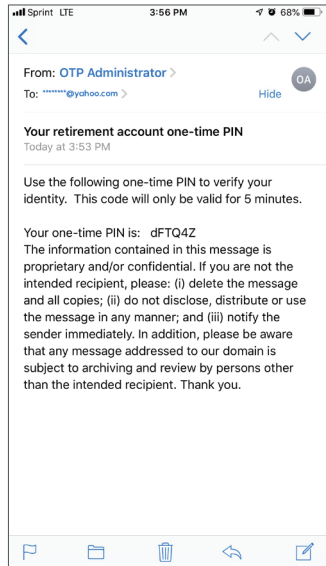 Sprint LTE 3:56 PM 68%
From: OTP Administrator
OA
To: ********@yahoo.com
Hide
Your retirement account one-time PIN
Today at 3:53 PM
Use the following one-time PIN to verify your
identity. This code will only be valid for 5 minutes.
Your one-time PIN is: dFTQ4Z
The information contained in this message is
proprietary and/or confidential. If you are not the
intended recipient, please: (i) delete the message
and all copies; (ii) do not disclose, distribute or use
the message in any manner; and (iii) notify the
sender immediately. In addition, please be aware
that any message addressed to our domain is
subject to archiving and review by persons other
than the intended recipient. Thank you.